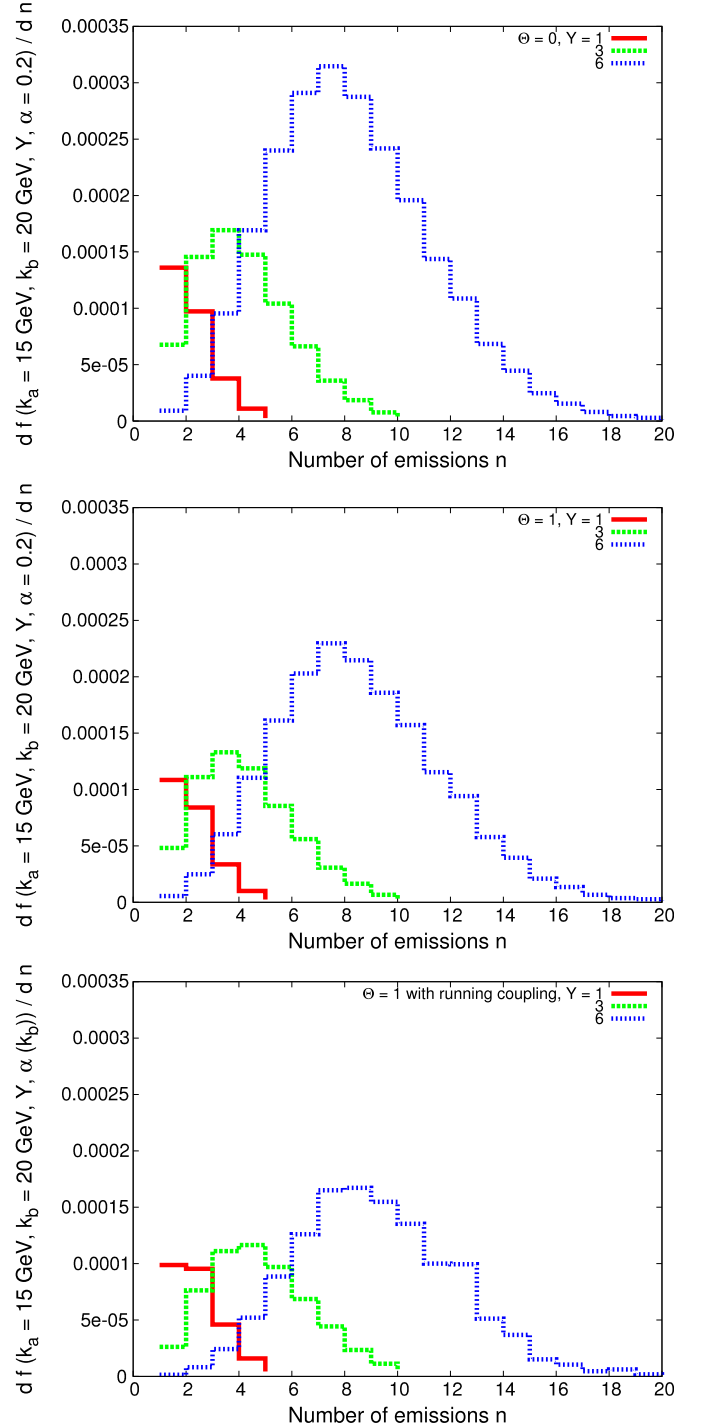 d f (kₐ = 15 GeV, k_b = 20 GeV, Y, α = 0.2) / d n
0.00035
0.0003
0.00025
0.0002
0.00015
0.0001
5e-05
0
Θ = 0, Y = 1
3
6
0 2 4 6 8 10 12 14 16 18 20
Number of emissions n
d f (kₐ = 15 GeV, k_b = 20 GeV, Y, α = 0.2) / d n
0.00035
0.0003
0.00025
0.0002
0.00015
0.0001
5e-05
0
Θ = 1, Y = 1
3
6
0 2 4 6 8 10 12 14 16 18 20
Number of emissions n
d f (kₐ = 15 GeV, k_b = 20 GeV, Y, α (k_b)) / d n
0.00035
0.0003
0.00025
0.0002
0.00015
0.0001
5e-05
0
Θ = 1 with running coupling, Y = 1
3
6
0 2 4 6 8 10 12 14 16 18 20
Number of emissions n